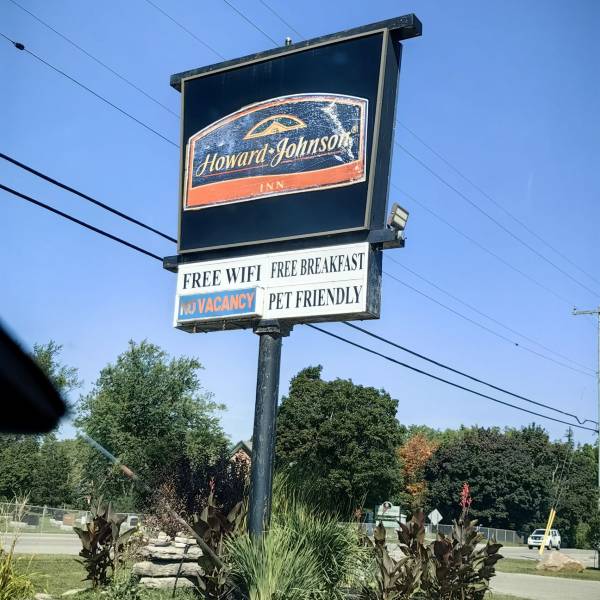 Howard·Johnson®
INN
FREE WIFI FREE BREAKFAST
NO VACANCY PET FRIENDLY